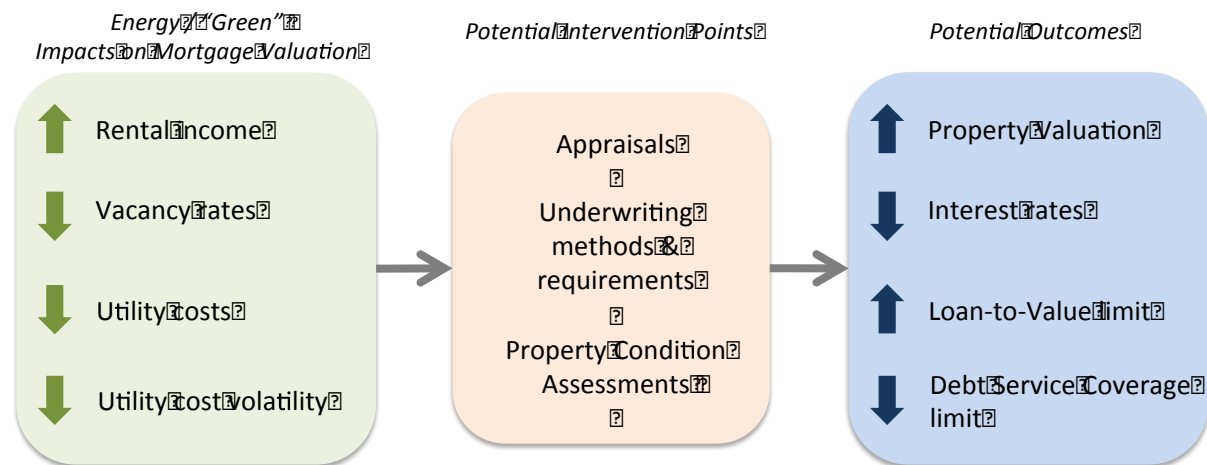 Energy / “Green”
Impacts on Mortgage Valuation
Rental income
Vacancy rates
Utility costs
Utility cost volatility
Potential Intervention Points
Appraisals
Underwriting
methods &
requirements
Property Condition
Assessments
Potential Outcomes
Property Valuation
Interest rates
Loan-to-Value limit
Debt Service Coverage
limit